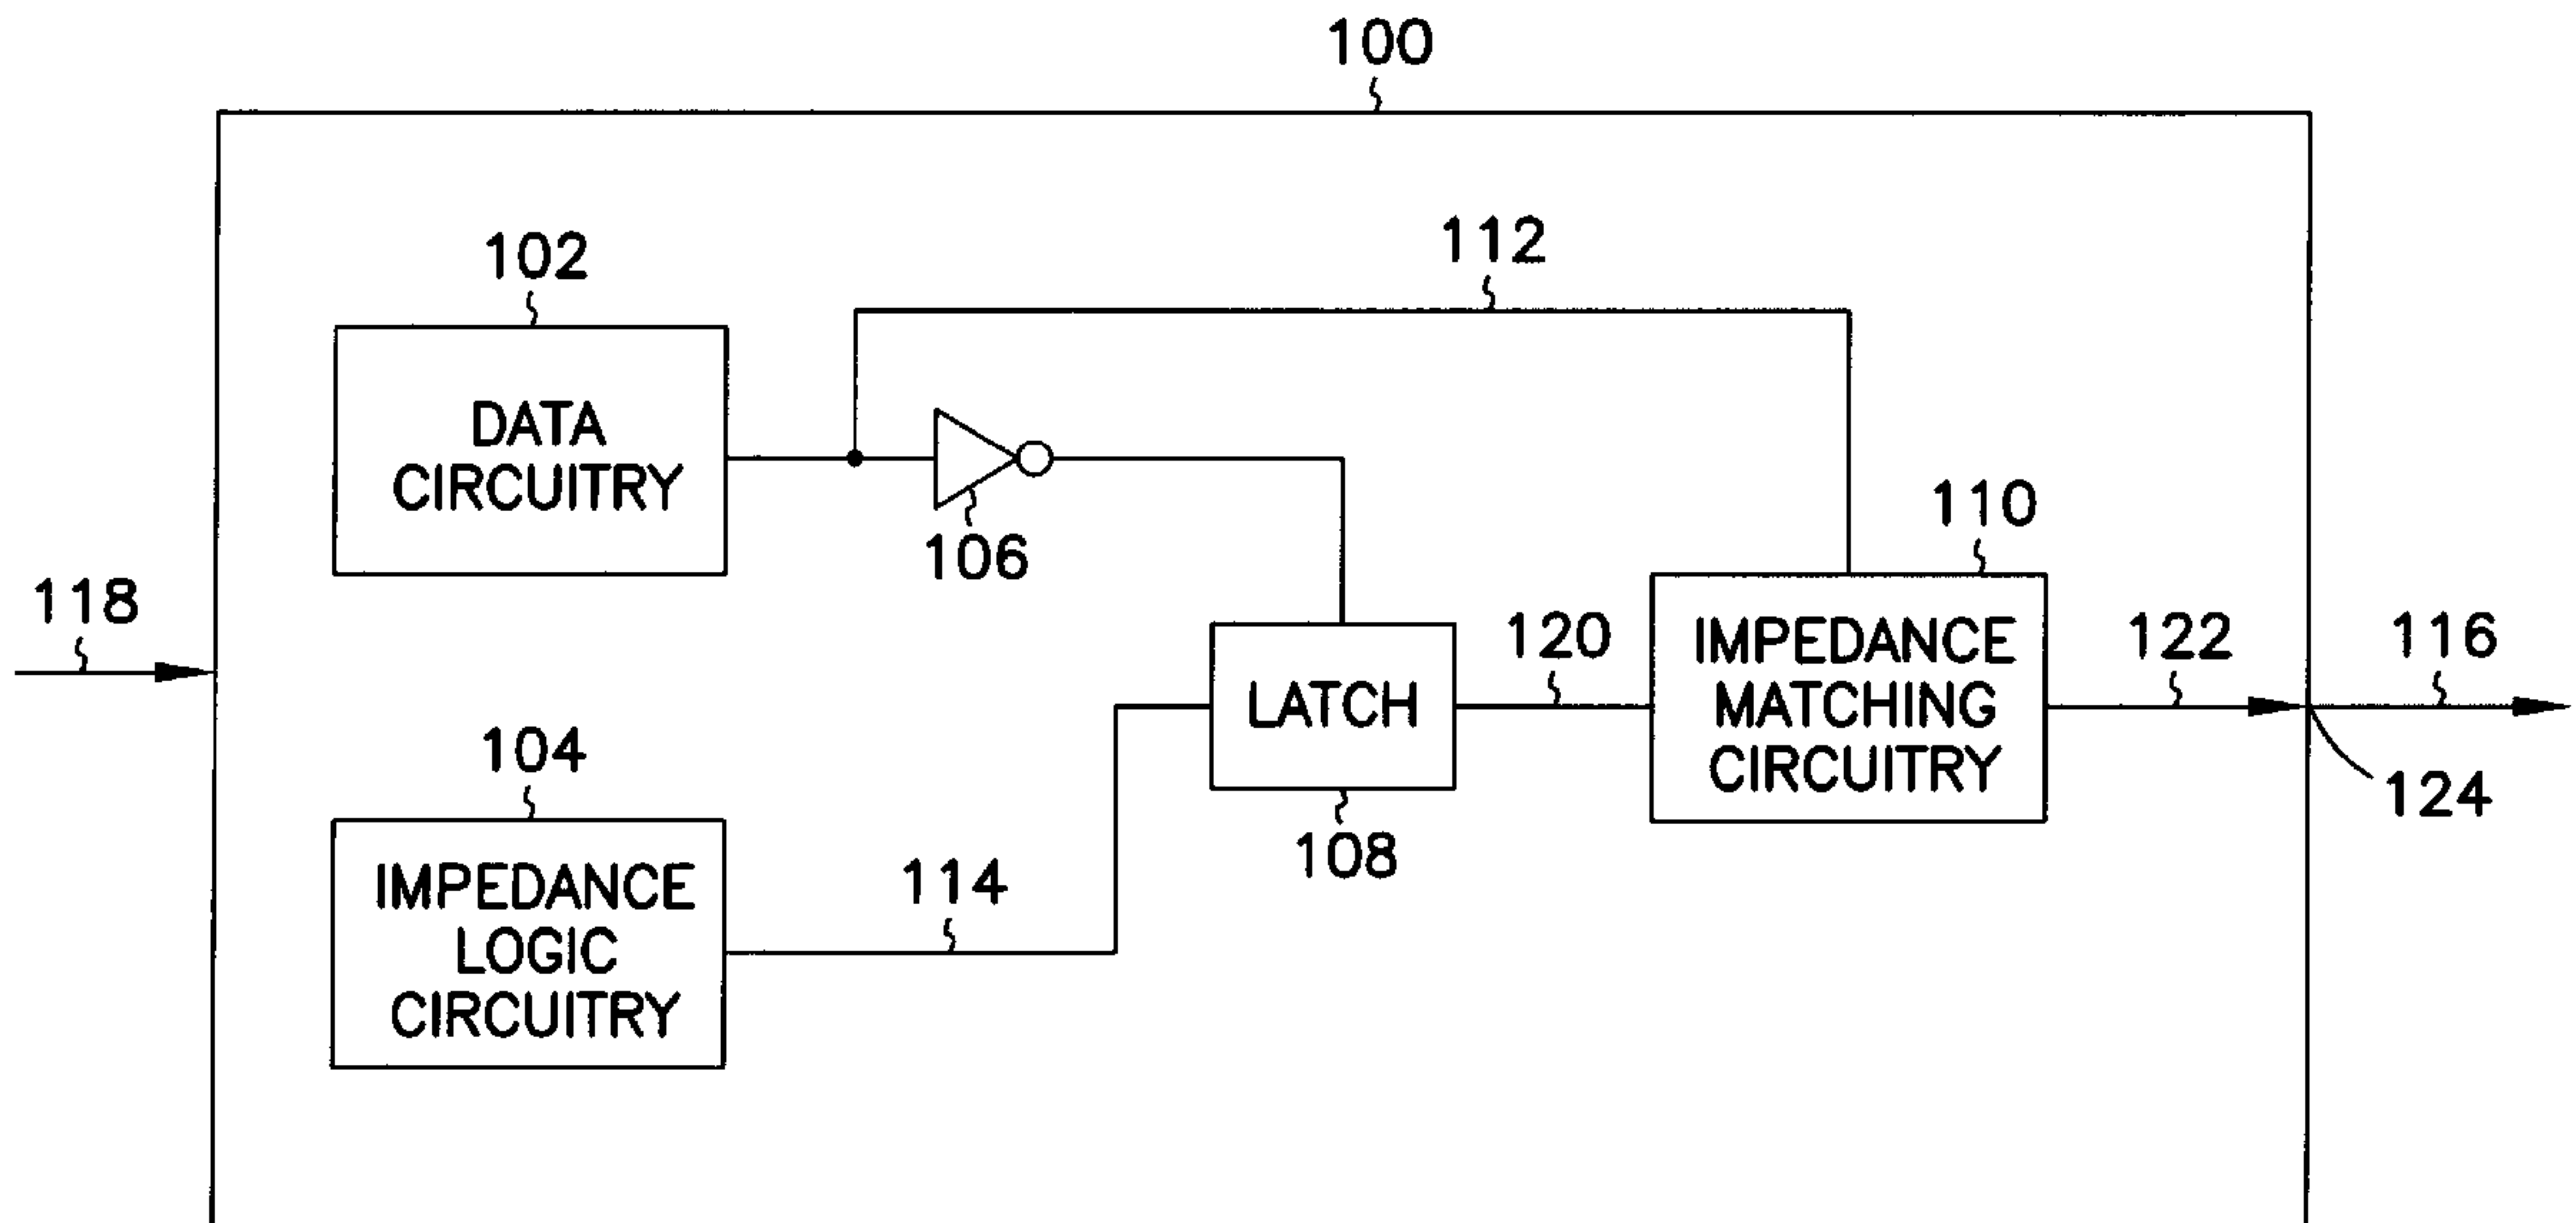 100
112
102
DATA
CIRCUITRY
106
110
118
120
IMPEDANCE
MATCHING
CIRCUITRY
122
116
LATCH
124
104
108
IMPEDANCE
LOGIC
CIRCUITRY
114